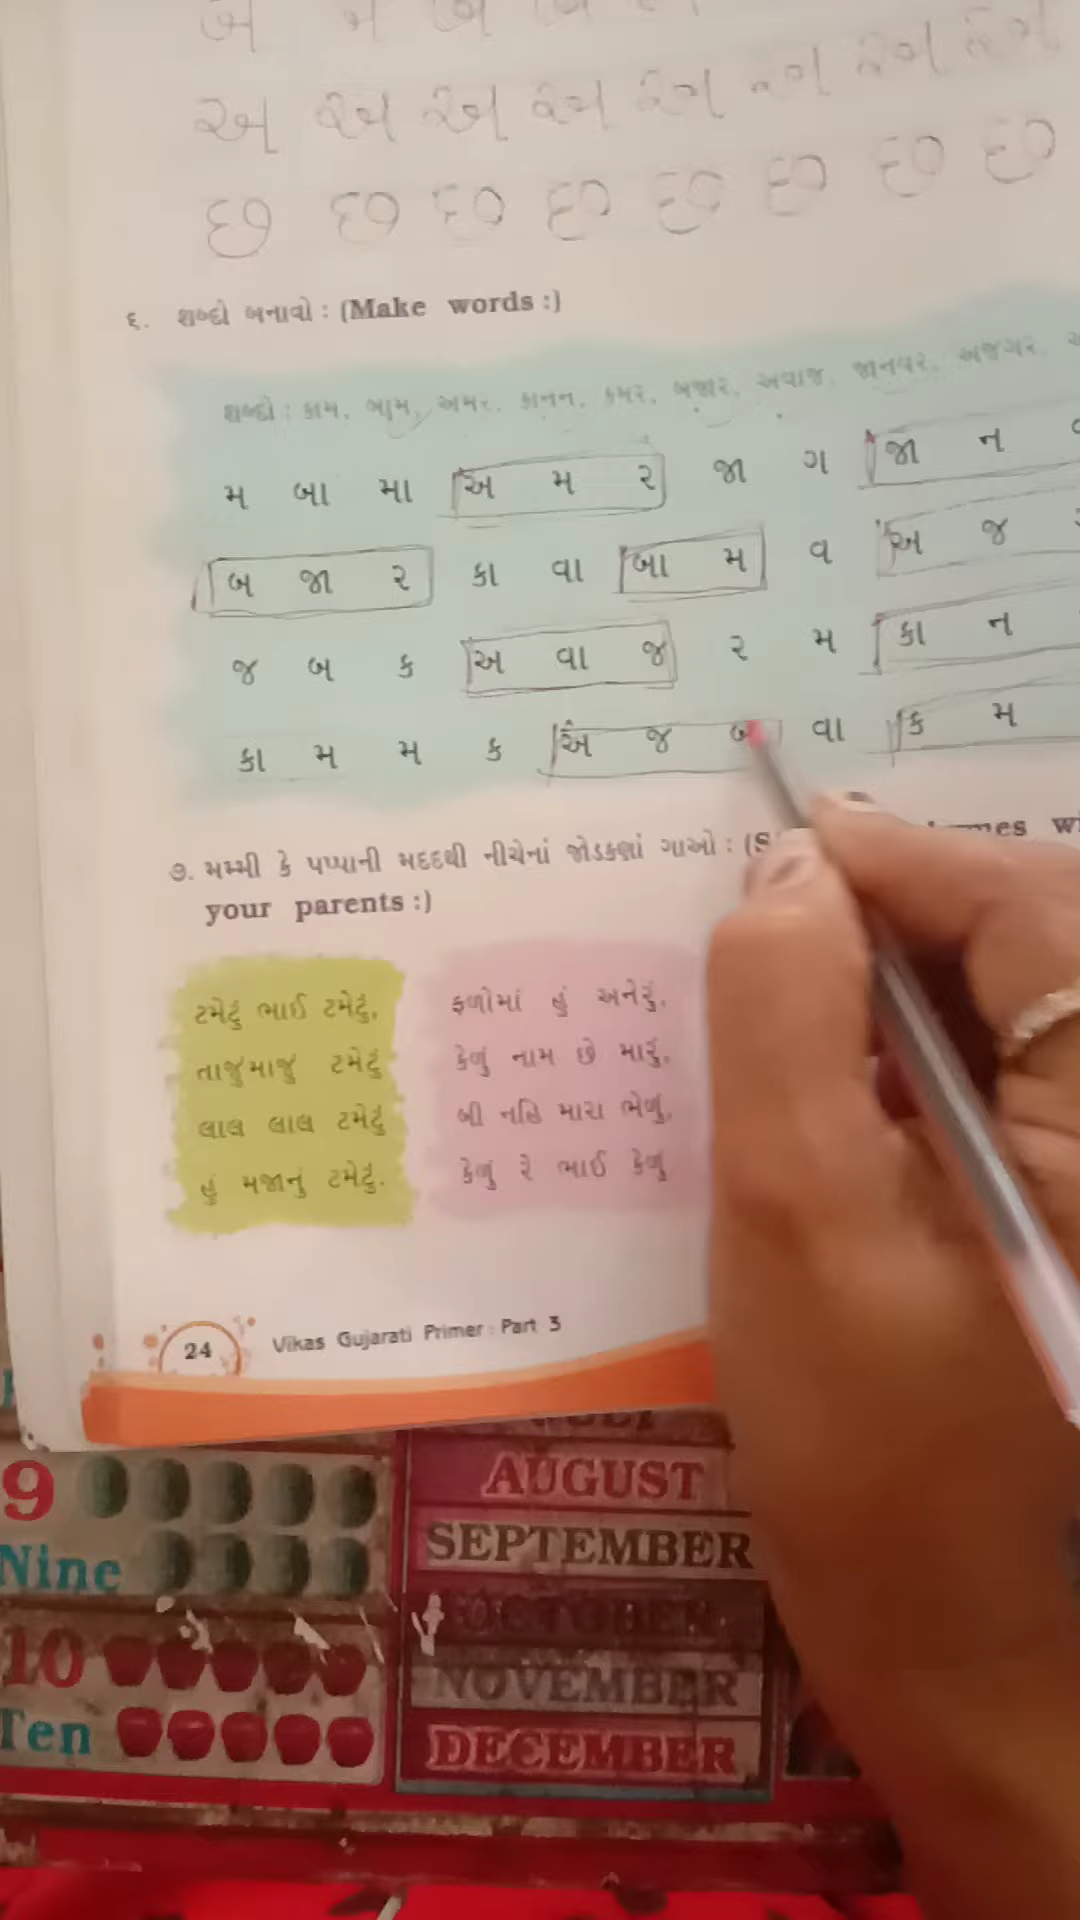 અ અ અ અ અ અ અ અ
છ છ છ છ છ છ છ છ
૬. શબ્દો બનાવો : (Make words :)
શબ્દો : કામ, બામ, અમર, કાનન, કમર, બજાર, અવાજ, જાનવર, અજગર,
મ બા મા અ મ ર જા ગ જા ન
બ જા ર કા વા બા મ વ અ જ
જ બ ક અ વા જ ર મ કા ન
કા મ મ ક અ જ બ વા ક મ
૭. મમ્મી કે પપ્પાની મદદથી નીચેનાં જોડકણાં ગાઓ :
your parents :)
ટમેટું ભાઈ ટમેટું,
તાજુમાજુ ટમેટું
લાલ લાલ ટમેટું
હું મજાનું ટમેટું.
ફળોમાં હું અનેરું,
કેળું નામ છે મારું,
બી નહિ મારા ભેળું,
કેળું રે ભાઈ કેળું
24 Vikas Gujarati Primer : Part 3
9
Nine
10
Ten
AUGUST
SEPTEMBER
OCTOBER
NOVEMBER
DECEMBER